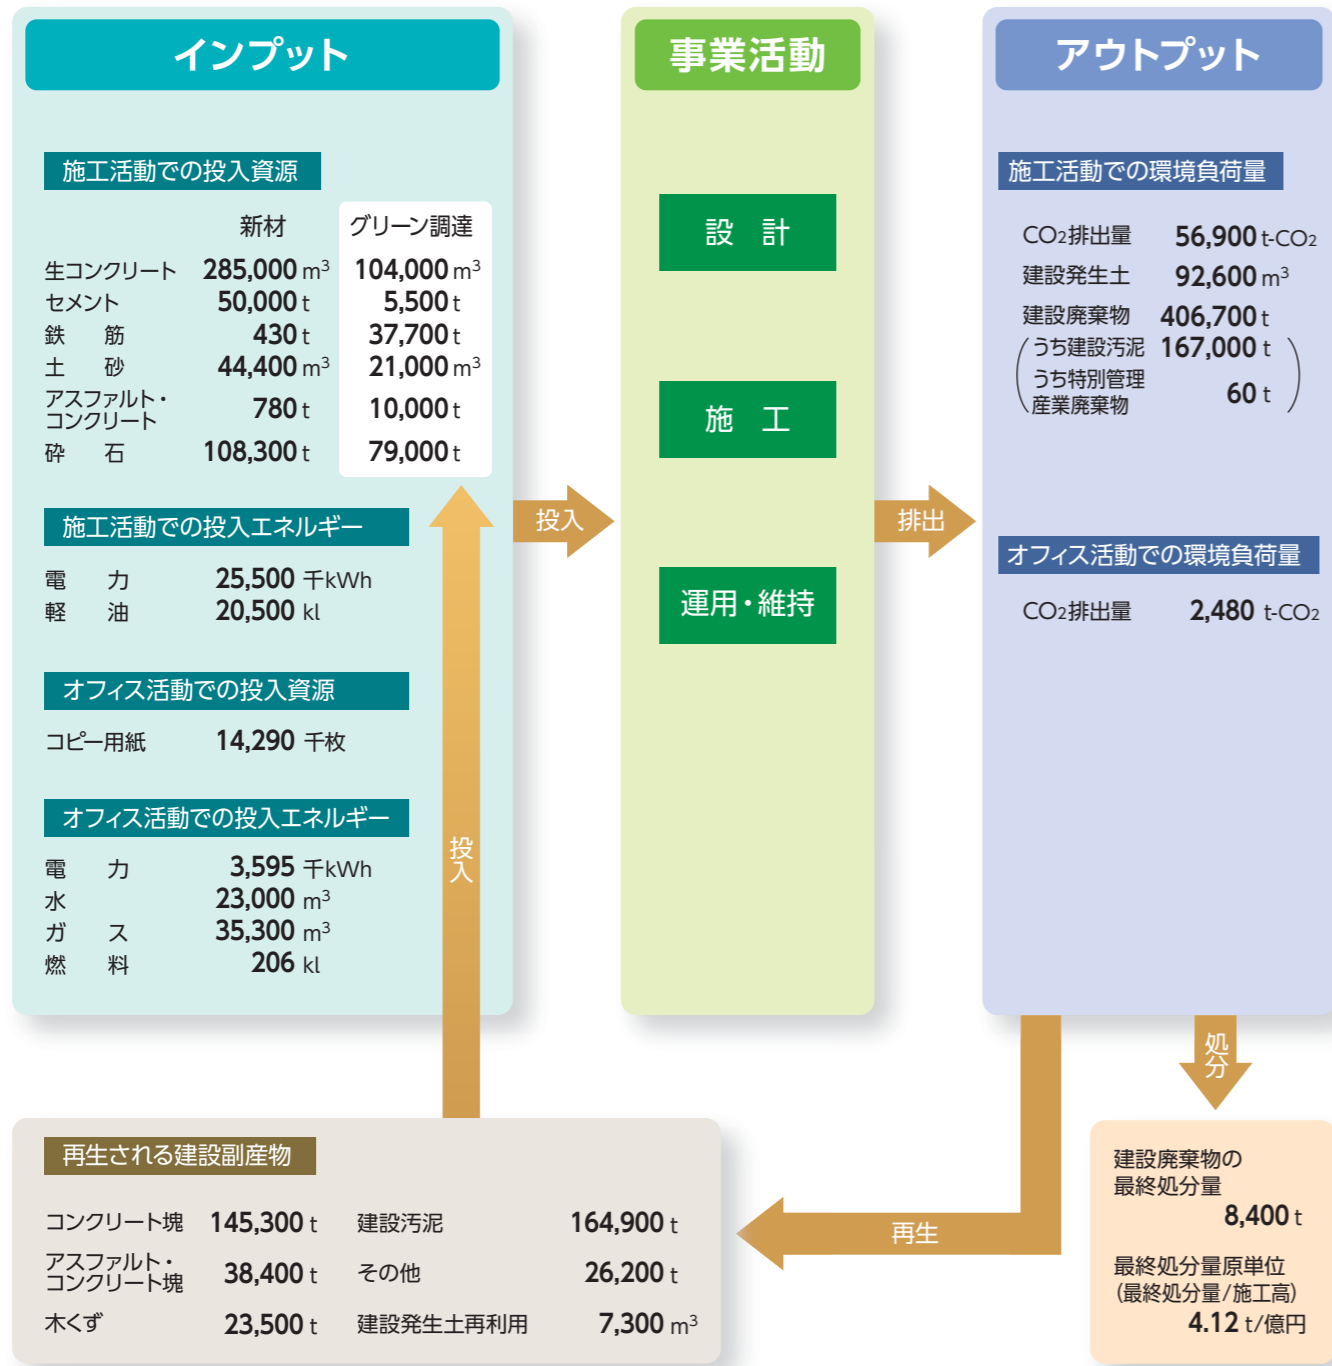 インプット
施工活動での投入資源
新材 グリーン調達
生コンクリート 285,000 m³ 104,000 m³
セメント 50,000 t 5,500 t
鉄 筋 430 t 37,700 t
土 砂 44,400 m³ 21,000 m³
アスファルト・
コンクリート 780 t 10,000 t
砕 石 108,300 t 79,000 t
施工活動での投入エネルギー
電 力 25,500 千kWh
軽 油 20,500 kl
オフィス活動での投入資源
コピー用紙 14,290 千枚
オフィス活動での投入エネルギー
電 力 3,595 千kWh
水 23,000 m³
ガ ス 35,300 m³
燃 料 206 kl
投入
投入
事業活動
設 計
施 工
運用・維持
排出
アウトプット
施工活動での環境負荷量
CO₂排出量 56,900 t-CO₂
建設発生土 92,600 m³
建設廃棄物 406,700 t
(うち建設汚泥 167,000 t
うち特別管理
産業廃棄物 60 t)
オフィス活動での環境負荷量
CO₂排出量 2,480 t-CO₂
処分
建設廃棄物の
最終処分量
8,400 t
最終処分量原単位
(最終処分量/施工高)
4.12 t/億円
再生
再生される建設副産物
コンクリート塊 145,300 t 建設汚泥 164,900 t
アスファルト・
コンクリート塊 38,400 t その他 26,200 t
木くず 23,500 t 建設発生土再利用 7,300 m³